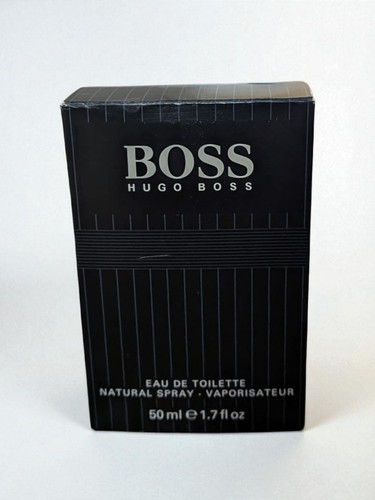 BOSS
HUGO BOSS
EAU DE TOILETTE
NATURAL SPRAY · VAPORISATEUR
50 ml ℮ 1.7 fl oz